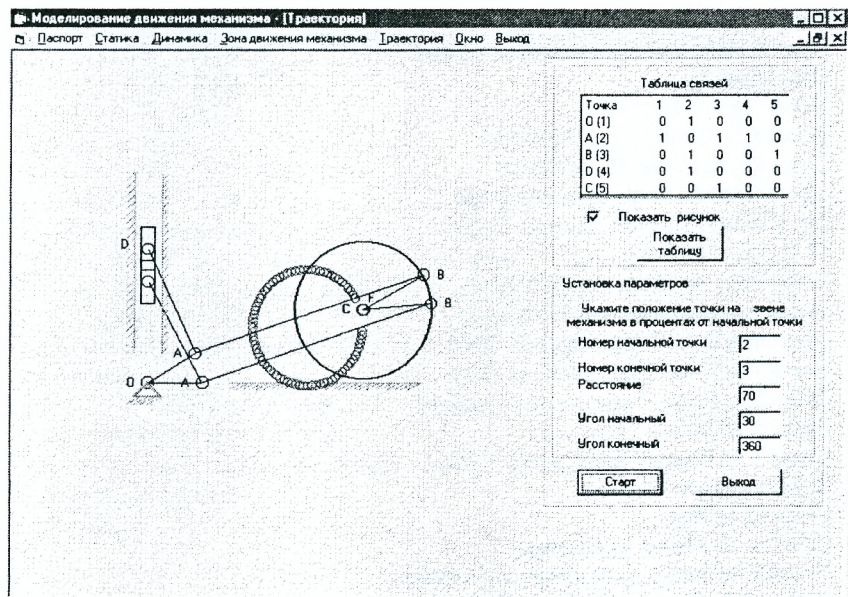 Моделирование движения механизма - [Траектория]
Паспорт Статика Динамика Зона движения механизма Траектория Окно Выход
Таблица связей
Точка 1 2 3 4 5
О (1) 0 1 0 0 0
А (2) 1 0 1 1 0
В (3) 0 1 0 0 1
D (4) 0 1 0 0 0
С (5) 0 0 1 0 0
Показать рисунок
Показать таблицу
Установка параметров
Укажите положение точки на звене
механизма в процентах от начальной точки
Номер начальной точки 2
Номер конечной точки 3
Расстояние 70
Угол начальный 30
Угол конечный 360
Старт Выход
D
B
F
C
B
A
O
A